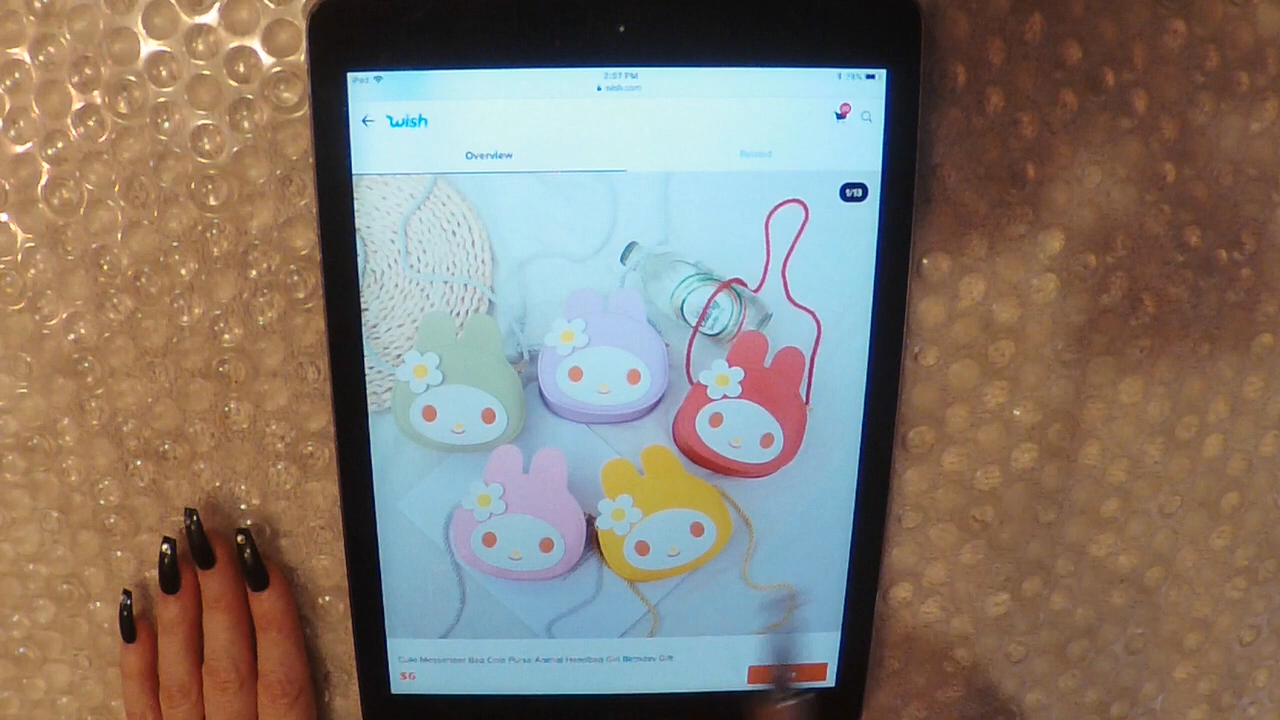 iPad
2:57 PM
wish.com
wish
Overview
Related
1/13
Cute Messenger Bag Coin Purse Animal Handbag Girl Birthday Gift
$6